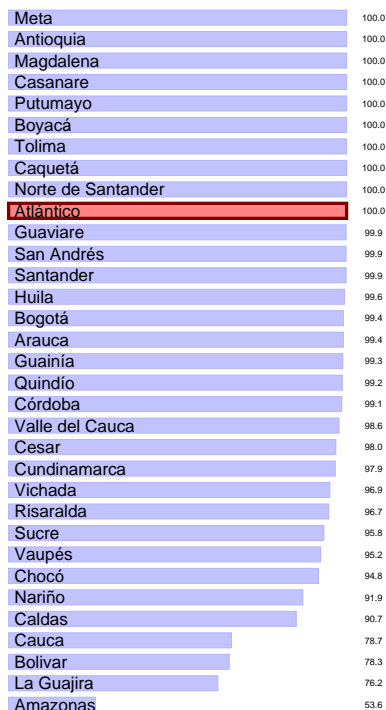 Meta 100.0
Antioquia 100.0
Magdalena 100.0
Casanare 100.0
Putumayo 100.0
Boyacá 100.0
Tolima 100.0
Caquetá 100.0
Norte de Santander 100.0
Atlántico 100.0
Guaviare 99.9
San Andrés 99.9
Santander 99.9
Huila 99.6
Bogotá 99.4
Arauca 99.4
Guainía 99.3
Quindío 99.2
Córdoba 99.1
Valle del Cauca 98.6
Cesar 98.0
Cundinamarca 97.9
Vichada 96.9
Risaralda 96.7
Sucre 95.8
Vaupés 95.2
Chocó 94.8
Nariño 91.9
Caldas 90.7
Cauca 78.7
Bolivar 78.3
La Guajira 76.2
Amazonas 53.6